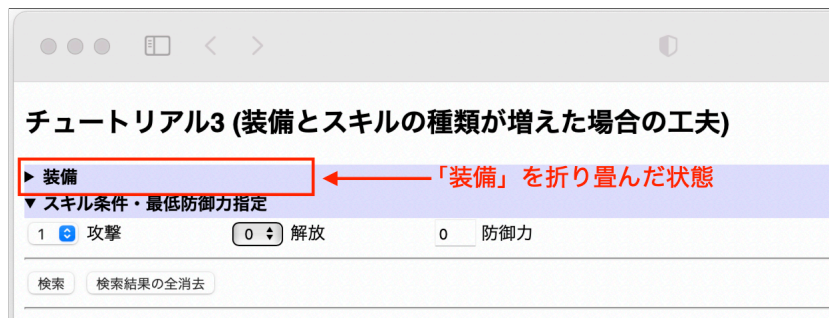 チュートリアル3 (装備とスキルの種類が増えた場合の工夫)
▶ 装備
「装備」を折り畳んだ状態
▼ スキル条件・最低防御力指定
1 攻撃 0 解放 0 防御力
検索 検索結果の全消去